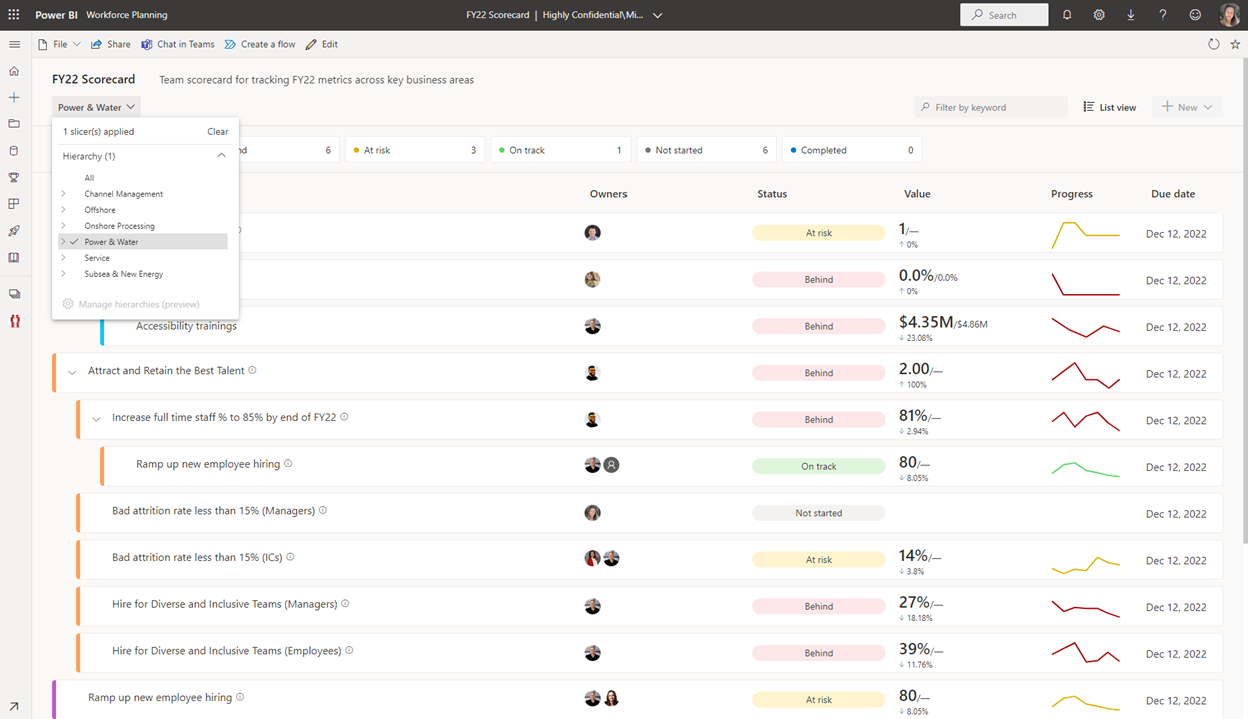 Power BI Workforce Planning FY22 Scorecard | Highly Confidential\Mi... Search
File Share Chat in Teams Create a flow Edit
FY22 Scorecard Team scorecard for tracking FY22 metrics across key business areas
Power & Water Filter by keyword List view New
1 slicer(s) applied Clear
nd 6 At risk 3 On track 1 Not started 6 Completed 0
Hierarchy (1)
All
Channel Management
Offshore
Onshore Processing
Power & Water
Service
Subsea & New Energy
Manage hierarchies (preview)
Owners Status Value Progress Due date
At risk 1/— Dec 12, 2022
↑ 0%
Behind 0.0%/0.0% Dec 12, 2022
↑ 0%
Accessibility trainings Behind $4.35M/$4.86M Dec 12, 2022
↓ 23.08%
Attract and Retain the Best Talent Behind 2.00/— Dec 12, 2022
↑ 100%
Increase full time staff % to 85% by end of FY22 Behind 81%/— Dec 12, 2022
↓ 2.94%
Ramp up new employee hiring On track 80/— Dec 12, 2022
↓ 8.05%
Bad attrition rate less than 15% (Managers) Not started Dec 12, 2022
Bad attrition rate less than 15% (ICs) At risk 14%/— Dec 12, 2022
↓ 3.8%
Hire for Diverse and Inclusive Teams (Managers) Behind 27%/— Dec 12, 2022
↓ 18.18%
Hire for Diverse and Inclusive Teams (Employees) Behind 39%/— Dec 12, 2022
↓ 11.76%
Ramp up new employee hiring At risk 80/— Dec 12, 2022
↓ 8.05%